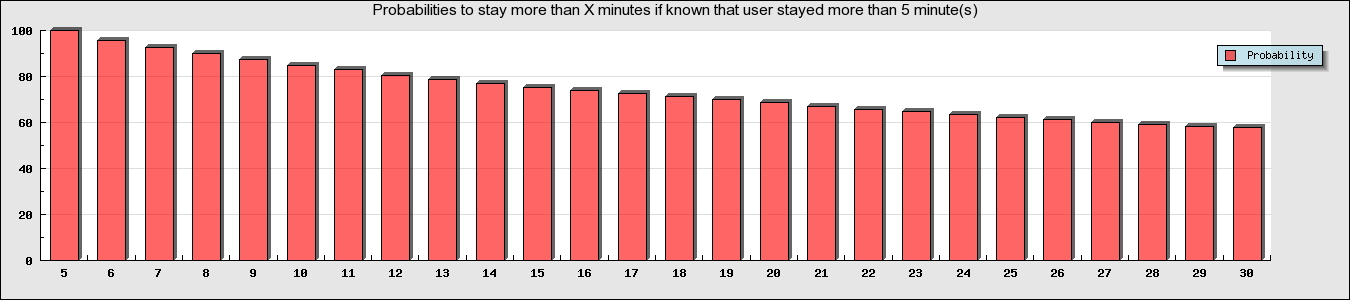 Probabilities to stay more than X minutes if known that user stayed more than 5 minute(s)
100
80
60
40
20
0
Probability
5 6 7 8 9 10 11 12 13 14 15 16 17 18 19 20 21 22 23 24 25 26 27 28 29 30